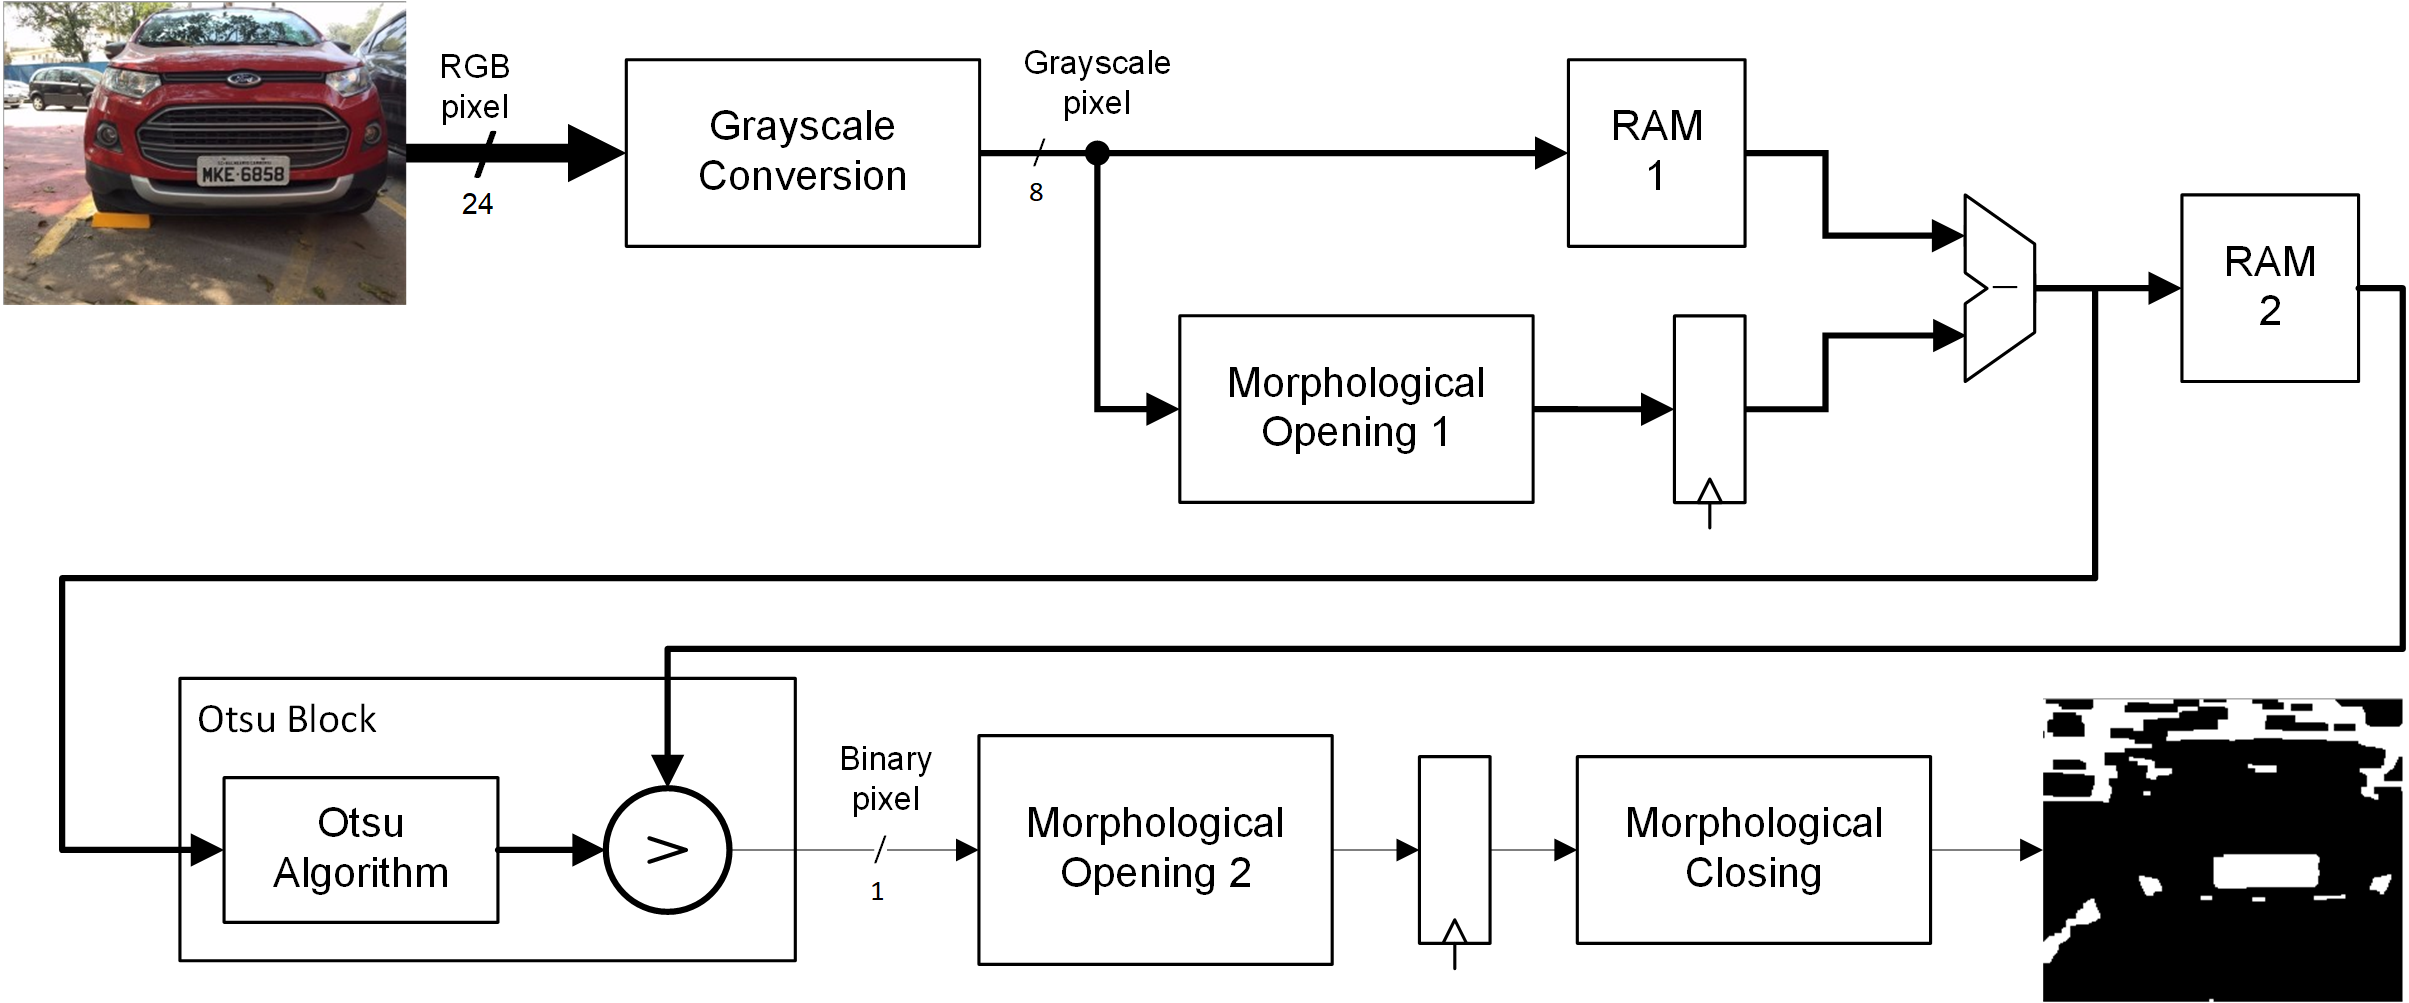 RGB
pixel
24
Grayscale
Conversion
Grayscale
pixel
8
RAM
1
Morphological
Opening 1
—
RAM
2
MKE·6858
Otsu Block
Otsu
Algorithm
>
Binary
pixel
1
Morphological
Opening 2
Morphological
Closing